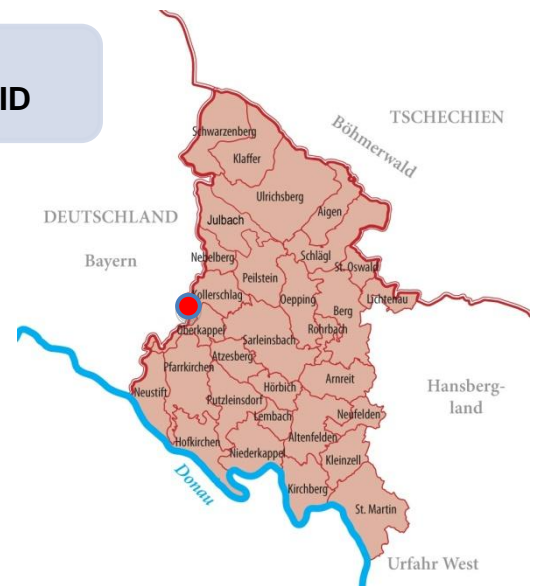 ID
TSCHECHIEN
Böhmerwald
Schwarzenberg
Klaffer
Ulrichsberg
Aigen
DEUTSCHLAND
Julbach
Bayern
Nebelberg
Schlägl
St. Oswald
Peilstein
Kollerschlag
Oepping
Lichtenau
Berg
Oberkappel
Rohrbach
Sarleinsbach
Atzesberg
Pfarrkirchen
Arnreit
Hörbich
Neustift
Putzleinsdorf
Hansberg-
land
Lembach
Neufelden
Altenfelden
Hofkirchen
Niederkappel
Kleinzell
Donau
Kirchberg
St. Martin
Urfahr West